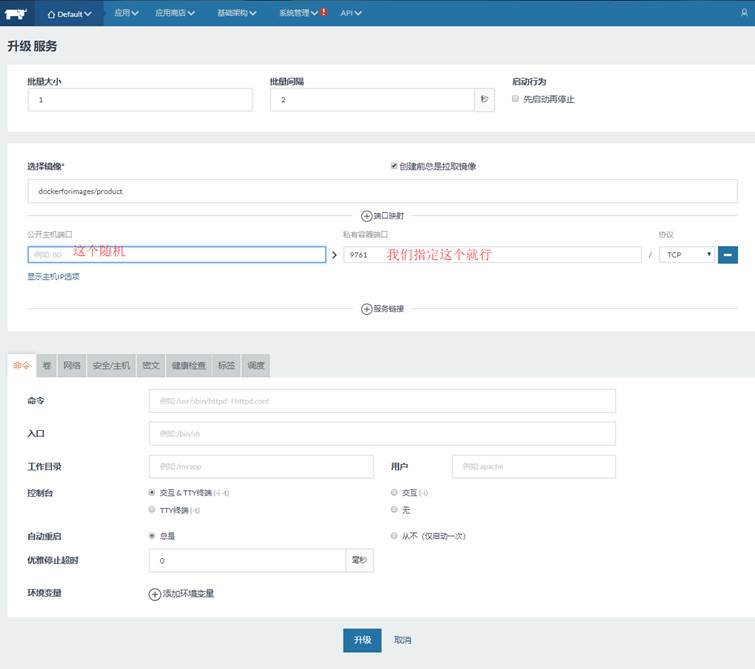 Default 应用 应用商店 基础架构 系统管理 ! API
升级 服务
批量大小 批量间隔 启动行为
1 2 秒 先启动再停止
选择镜像* 创建前总是拉取镜像
dockerforimages/product
端口映射
公开主机端口 私有容器端口 协议
例如: 80 这个随机 9761 我们指定这个就行 / TCP
显示主机IP选项
服务链接
命令 卷 网络 安全/主机 密文 健康检查 标签 调度
命令 例如:/usr/sbin/httpd -f httpd.conf
入口 例如:/bin/sh
工作目录 例如:/myapp 用户 例如:apache
控制台 交互 & TTY终端 (-i -t) 交互 (-i)
TTY终端 (-t) 无
自动重启 总是 从不（仅启动一次）
优雅停止超时 0 毫秒
环境变量 添加环境变量
升级 取消